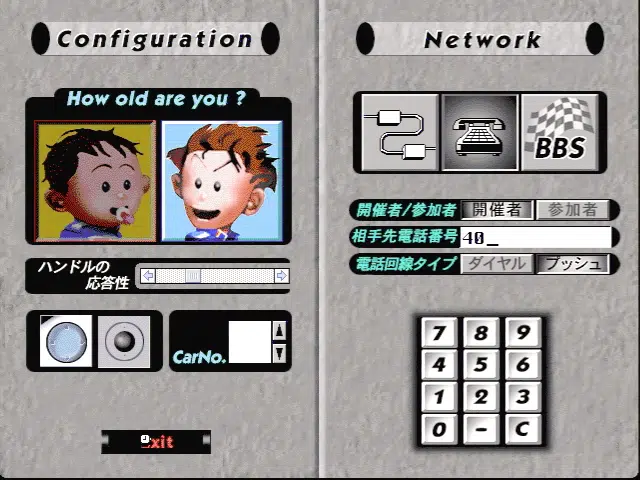 Configuration
How old are you ?
ハンドルの
応答性
CarNo.
Exit
Network
BBS
開催者/参加者 開催者 参加者
相手先電話番号 40_
電話回線タイプ ダイヤル プッシュ
7 8 9
4 5 6
1 2 3
0 - C